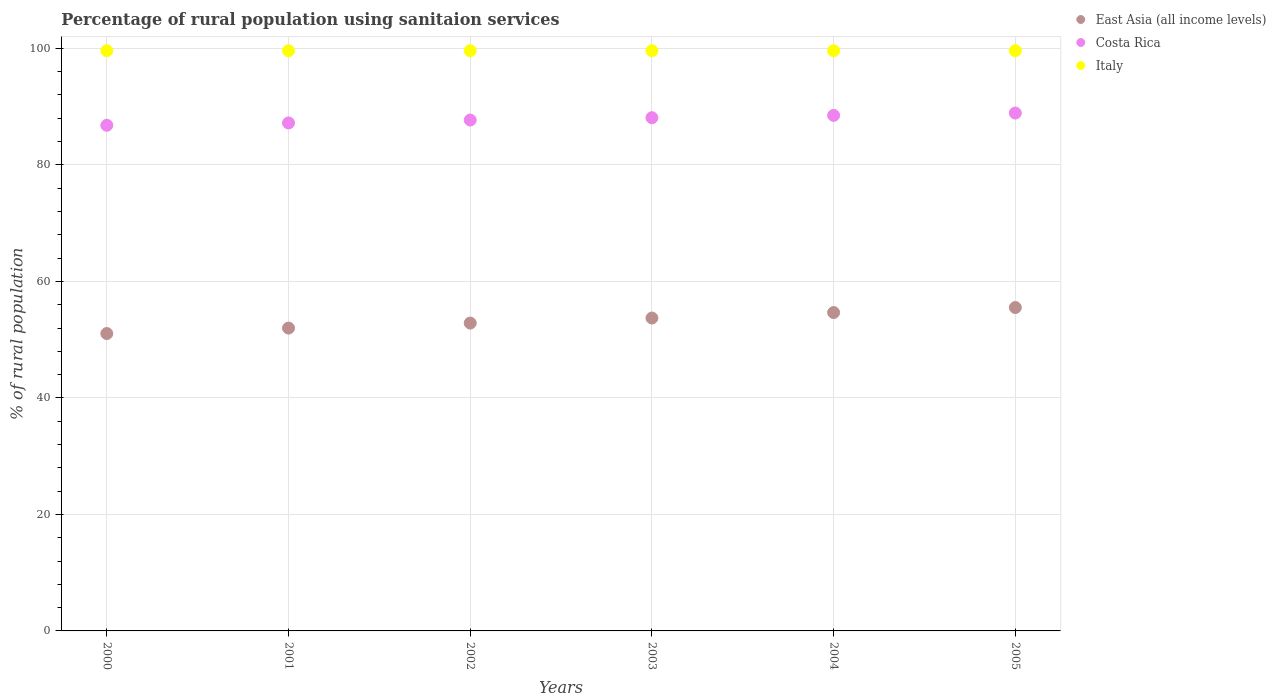 Percentage of rural population using sanitaion services
East Asia (all income levels)
Costa Rica
Italy
% of rural population
100
80
60
40
20
0
2000
2001
2002
2003
2004
2005
Years